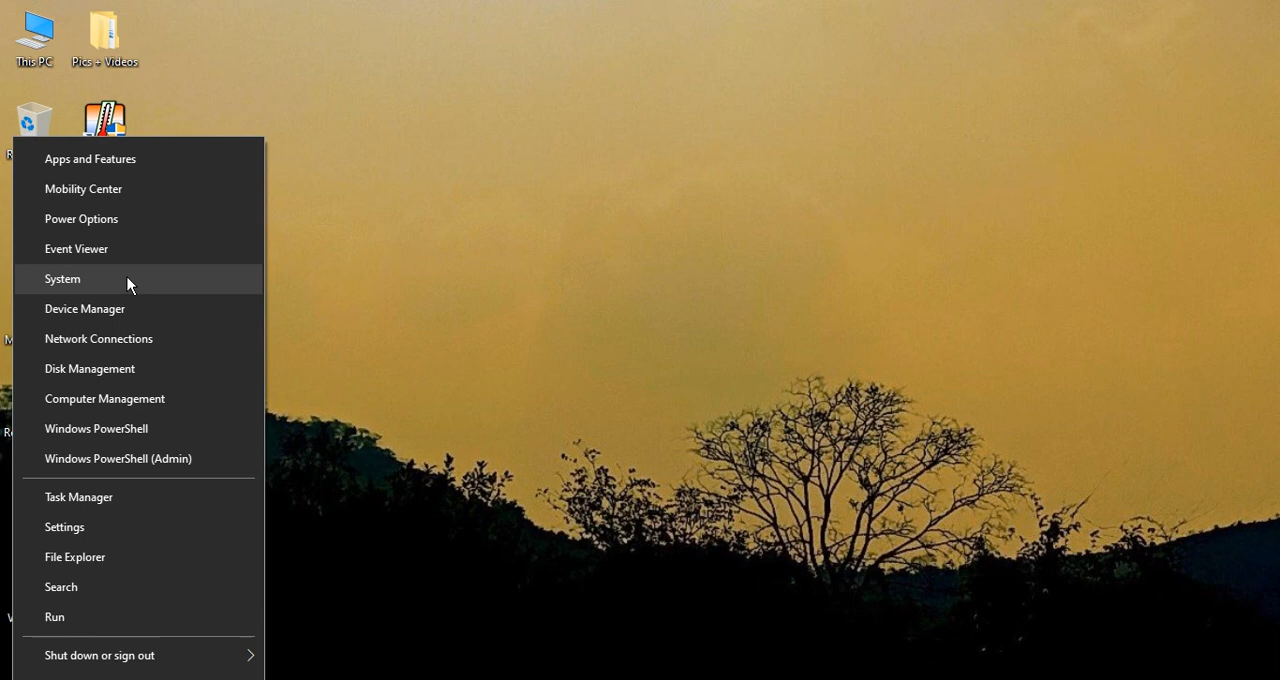 This PC
Pics + Videos
Apps and Features
Mobility Center
Power Options
Event Viewer
System
Device Manager
Network Connections
Disk Management
Computer Management
Windows PowerShell
Windows PowerShell (Admin)
Task Manager
Settings
File Explorer
Search
Run
Shut down or sign out